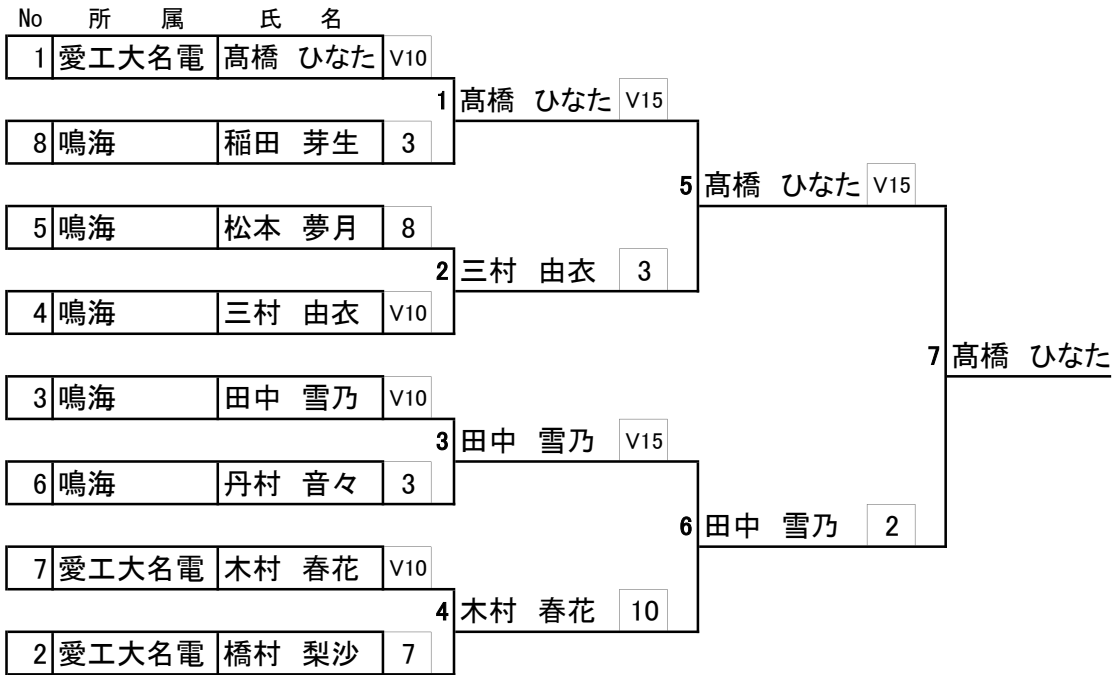 No 所 属 氏 名
1 愛工大名電 髙橋 ひなた V10
1 髙橋 ひなた V15
8 鳴海 稲田 芽生 3
5 髙橋 ひなた V15
5 鳴海 松本 夢月 8
2 三村 由衣 3
4 鳴海 三村 由衣 V10
7 髙橋 ひなた
3 鳴海 田中 雪乃 V10
3 田中 雪乃 V15
6 鳴海 丹村 音々 3
6 田中 雪乃 2
7 愛工大名電 木村 春花 V10
4 木村 春花 10
2 愛工大名電 橋村 梨沙 7